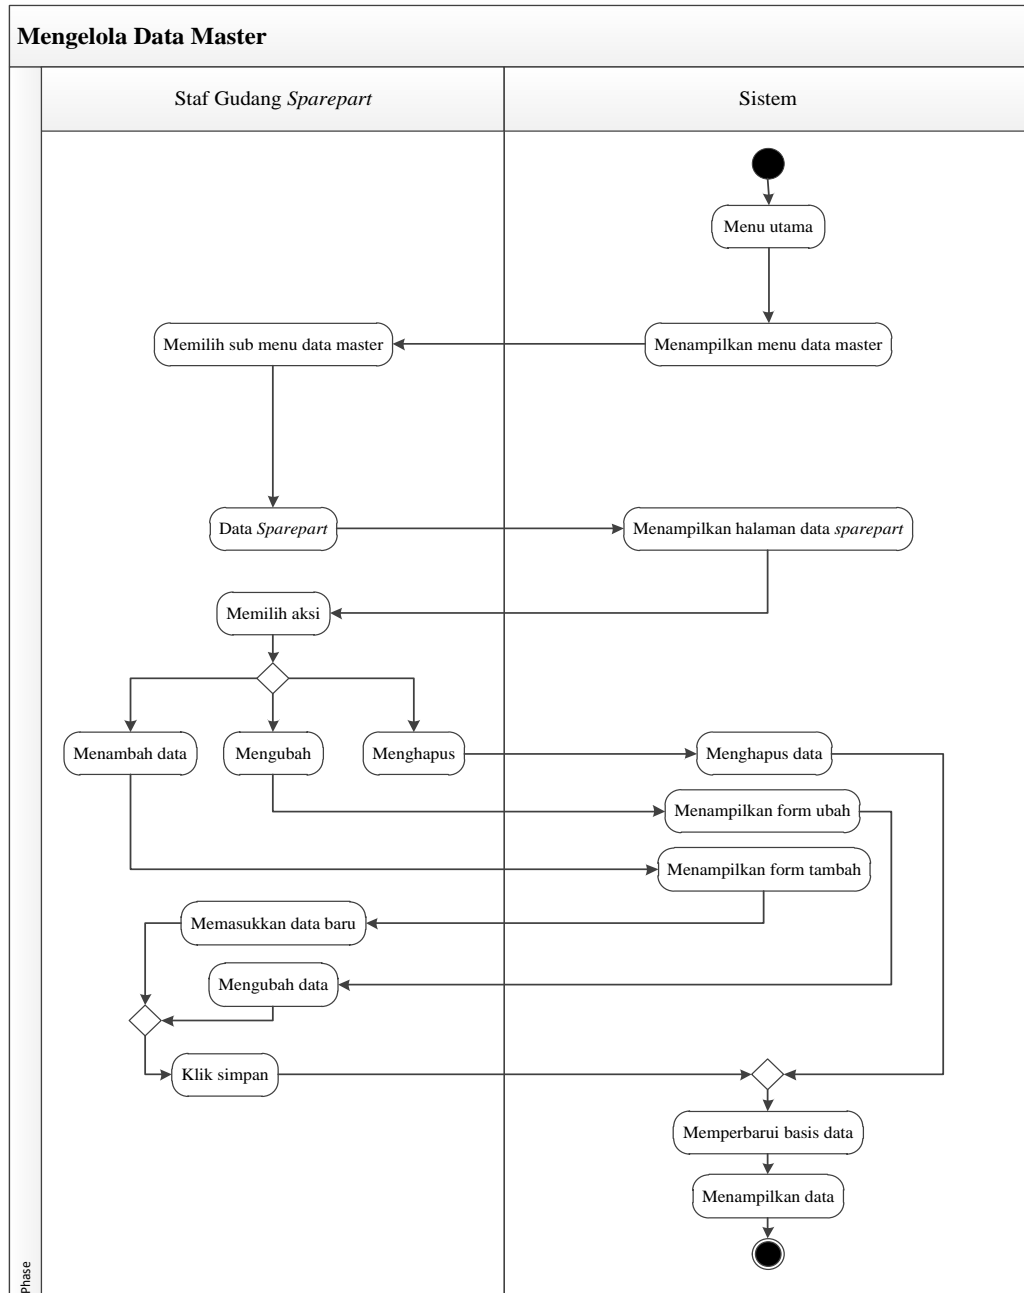 Mengelola Data Master
Staf Gudang Sparepart
Sistem
Menu utama
Memilih sub menu data master
Menampilkan menu data master
Data Sparepart
Menampilkan halaman data sparepart
Memilih aksi
Menambah data
Mengubah
Menghapus
Menghapus data
Menampilkan form ubah
Menampilkan form tambah
Memasukkan data baru
Mengubah data
Klik simpan
Memperbarui basis data
Menampilkan data
Phase